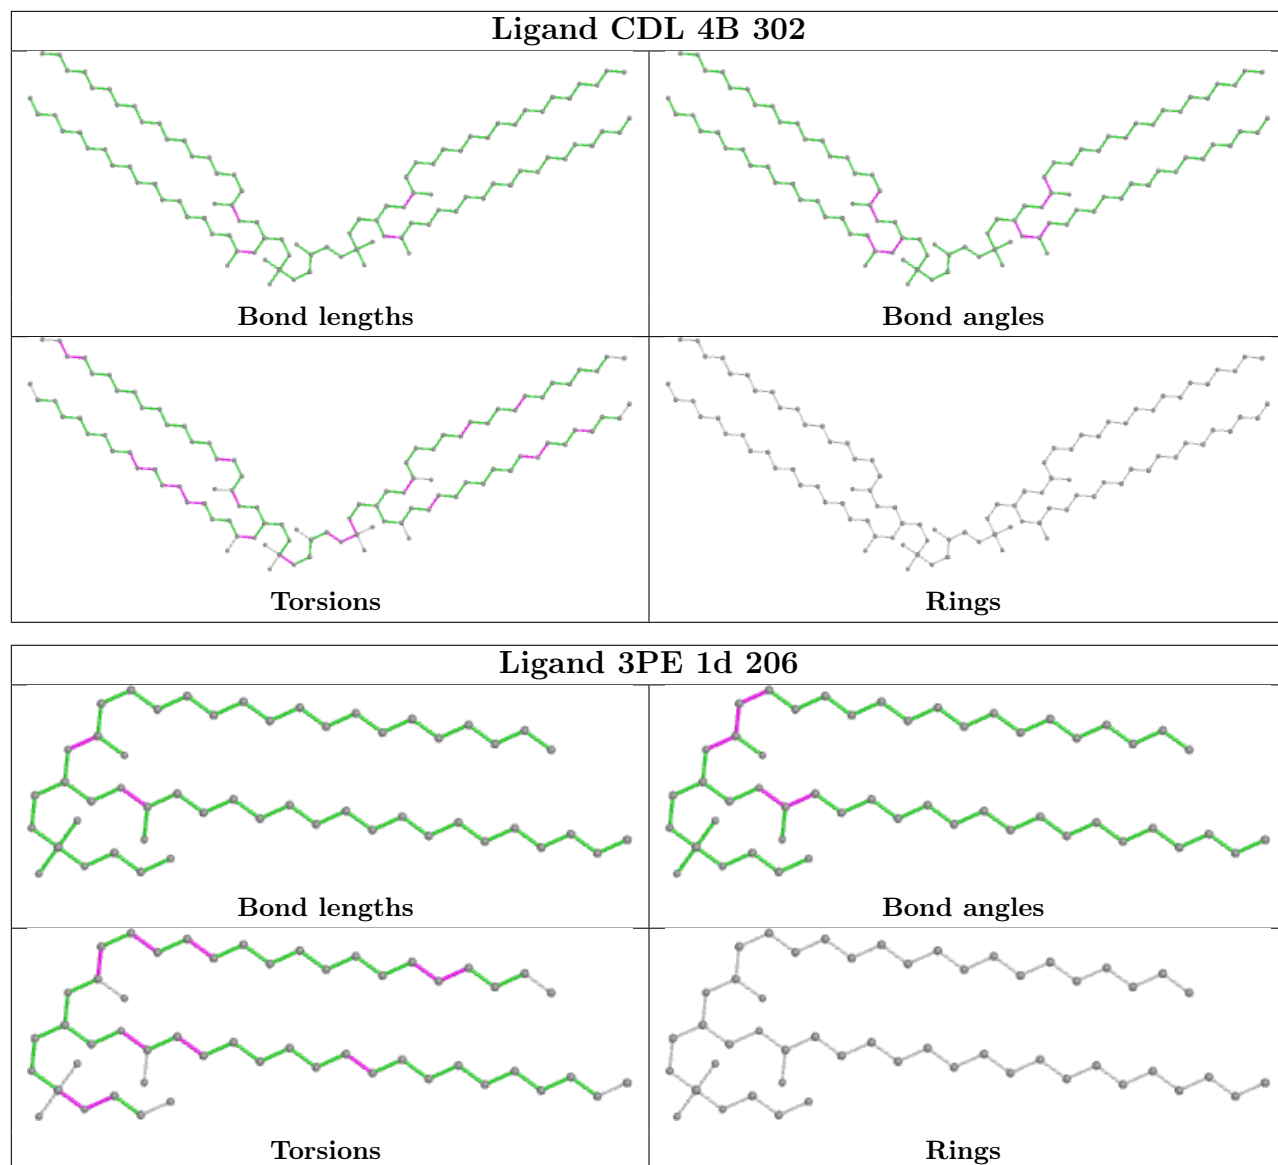 Ligand CDL 4B 302
Bond lengths
Bond angles
Torsions
Rings
Ligand 3PE 1d 206
Bond lengths
Bond angles
Torsions
Rings